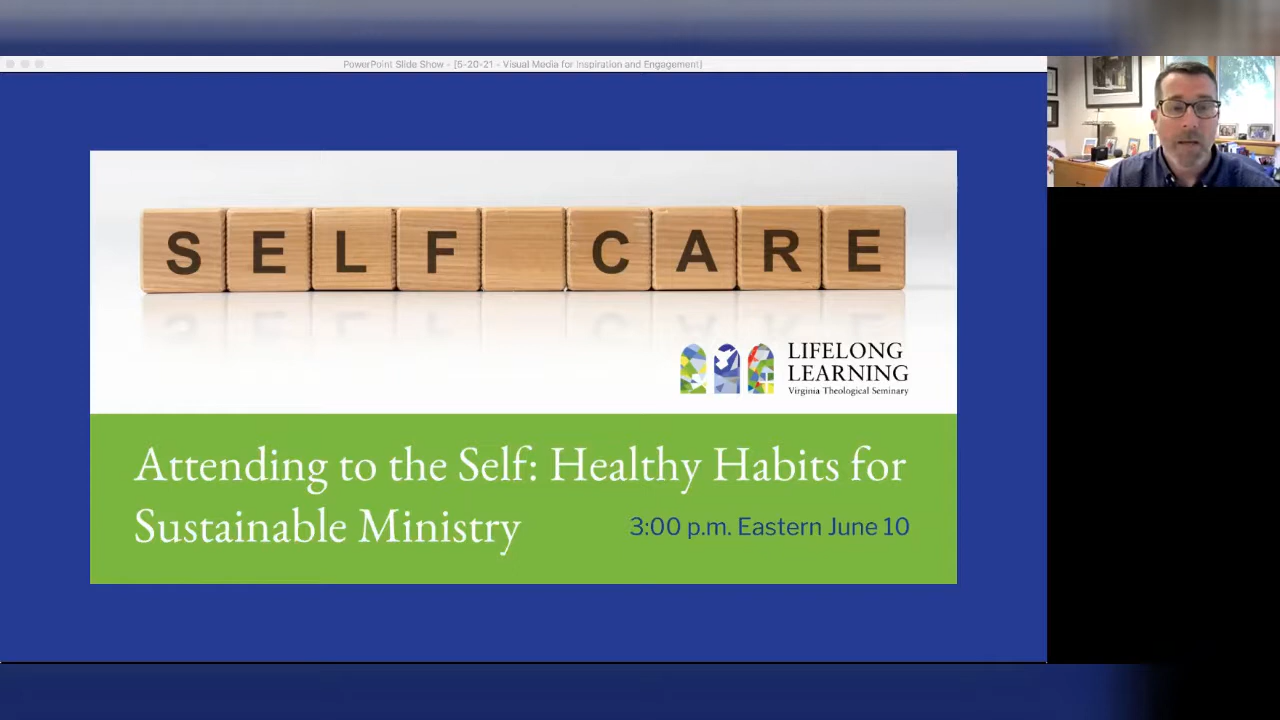 PowerPoint Slide Show - [5-20-21 - Visual Media for Inspiration and Engagement]
SELF CARE
LIFELONG
LEARNING
Virginia Theological Seminary
Attending to the Self: Healthy Habits for
Sustainable Ministry
3:00 p.m. Eastern June 10